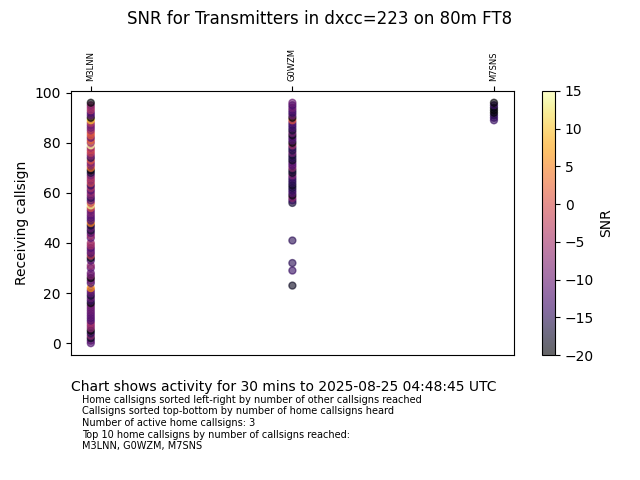 SNR for Transmitters in dxcc=223 on 80m FT8
M3LNN
G0WZM
M7SNS
100
80
60
40
20
0
Receiving callsign
15
10
5
0
−5
−10
−15
−20
SNR
Chart shows activity for 30 mins to 2025-08-25 04:48:45 UTC
Home callsigns sorted left-right by number of other callsigns reached
Callsigns sorted top-bottom by number of home callsigns heard
Number of active home callsigns: 3
Top 10 home callsigns by number of callsigns reached:
M3LNN, G0WZM, M7SNS